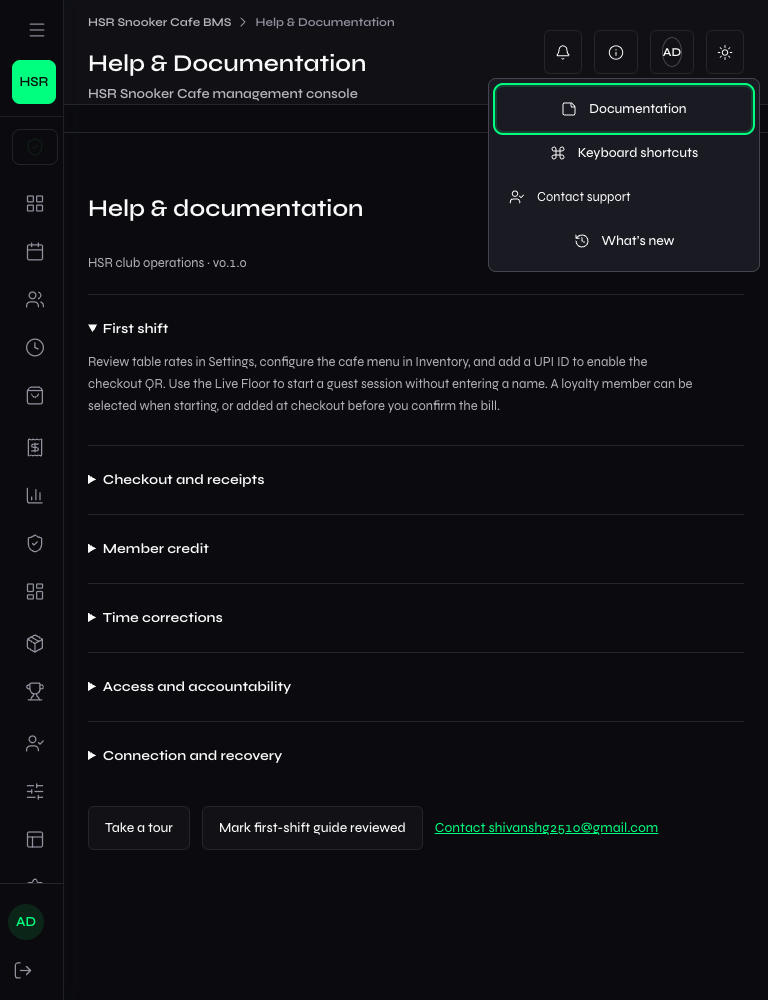 HSR Snooker Cafe BMS
Help & Documentation
Help & Documentation
HSR Snooker Cafe management console
HSR
AD
Documentation
Keyboard shortcuts
Contact support
What's new
Help & documentation
HSR club operations · v0.1.0
First shift
Review table rates in Settings, configure the cafe menu in Inventory, and add a UPI ID to enable the
checkout QR. Use the Live Floor to start a guest session without entering a name. A loyalty member can be
selected when starting, or added at checkout before you confirm the bill.
Checkout and receipts
Member credit
Time corrections
Access and accountability
Connection and recovery
Take a tour
Mark first-shift guide reviewed
Contact shivanshg2510@gmail.com
AD